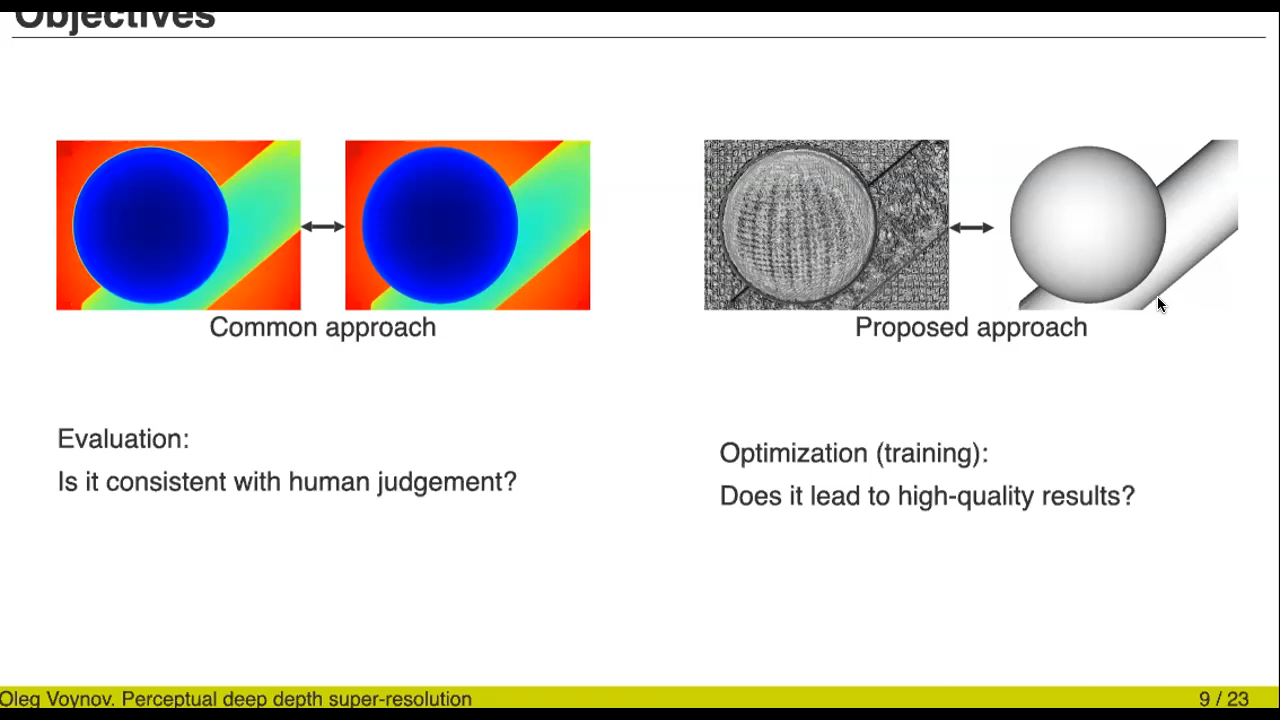 Objectives
Common approach
Proposed approach
Evaluation:
Is it consistent with human judgement?
Optimization (training):
Does it lead to high-quality results?
Oleg Voynov. Perceptual deep depth super-resolution
9 / 23